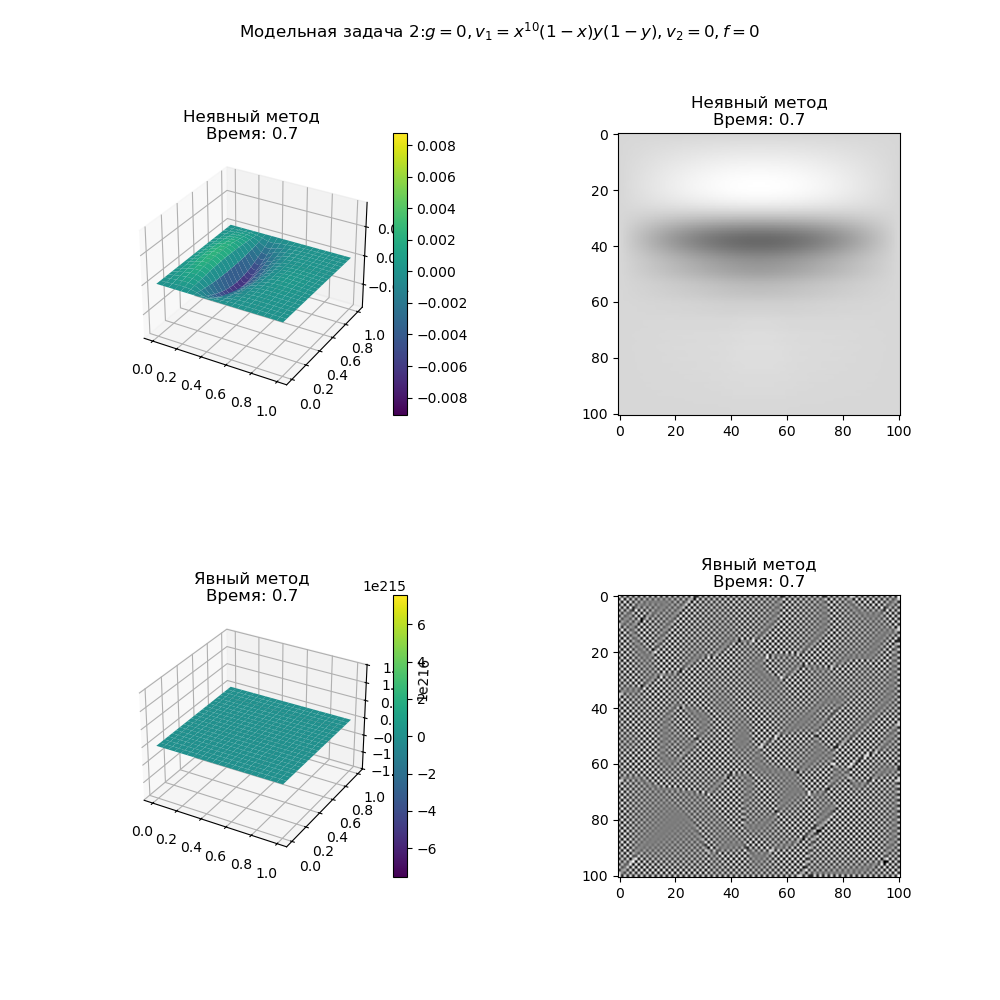 Модельная задача 2:g = 0, v₁ = x¹⁰(1 − x)y(1 − y), v₂ = 0, f = 0
Неявный метод
Время: 0.7
0.008
0.006
0.004
0.002
0.000
−0.002
−0.004
−0.006
−0.008
0.0 0.2 0.4 0.6 0.8 1.0
0.0 0.2 0.4 0.6 0.8 1.0
Неявный метод
Время: 0.7
0
20
40
60
80
100
0 20 40 60 80 100
Явный метод
Время: 0.7
1e215
6
4
2
0
−2
−4
−6
0.0 0.2 0.4 0.6 0.8 1.0
0.0 0.2 0.4 0.6 0.8 1.0
Явный метод
Время: 0.7
0
20
40
60
80
100
0 20 40 60 80 100